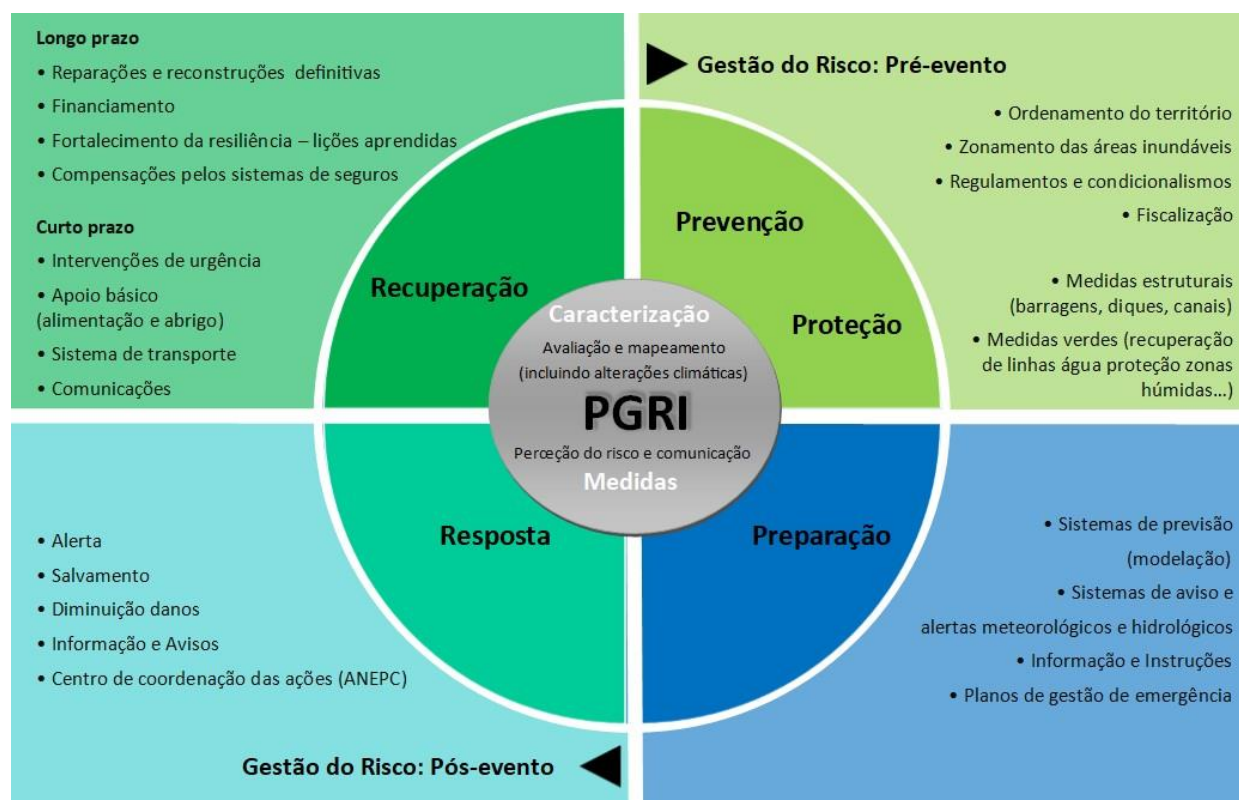 Longo prazo
• Reparações e reconstruções definitivas
• Financiamento
• Fortalecimento da resiliência – lições aprendidas
• Compensações pelos sistemas de seguros
Curto prazo
• Intervenções de urgência
• Apoio básico
(alimentação e abrigo)
• Sistema de transporte
• Comunicações
Recuperação
Gestão do Risco: Pré-evento
• Ordenamento do território
• Zonamento das áreas inundáveis
• Regulamentos e condicionalismos
• Fiscalização
• Medidas estruturais
(barragens, diques, canais)
• Medidas verdes (recuperação
de linhas água proteção zonas
húmidas...)
Prevenção
Proteção
Caracterização
Avaliação e mapeamento
(incluindo alterações climáticas)
PGRI
Perceção do risco e comunicação
Medidas
Resposta
• Alerta
• Salvamento
• Diminuição danos
• Informação e Avisos
• Centro de coordenação das ações (ANEPC)
Gestão do Risco: Pós-evento
Preparação
• Sistemas de previsão
(modelação)
• Sistemas de aviso e
alertas meteorológicos e hidrológicos
• Informação e Instruções
• Planos de gestão de emergência